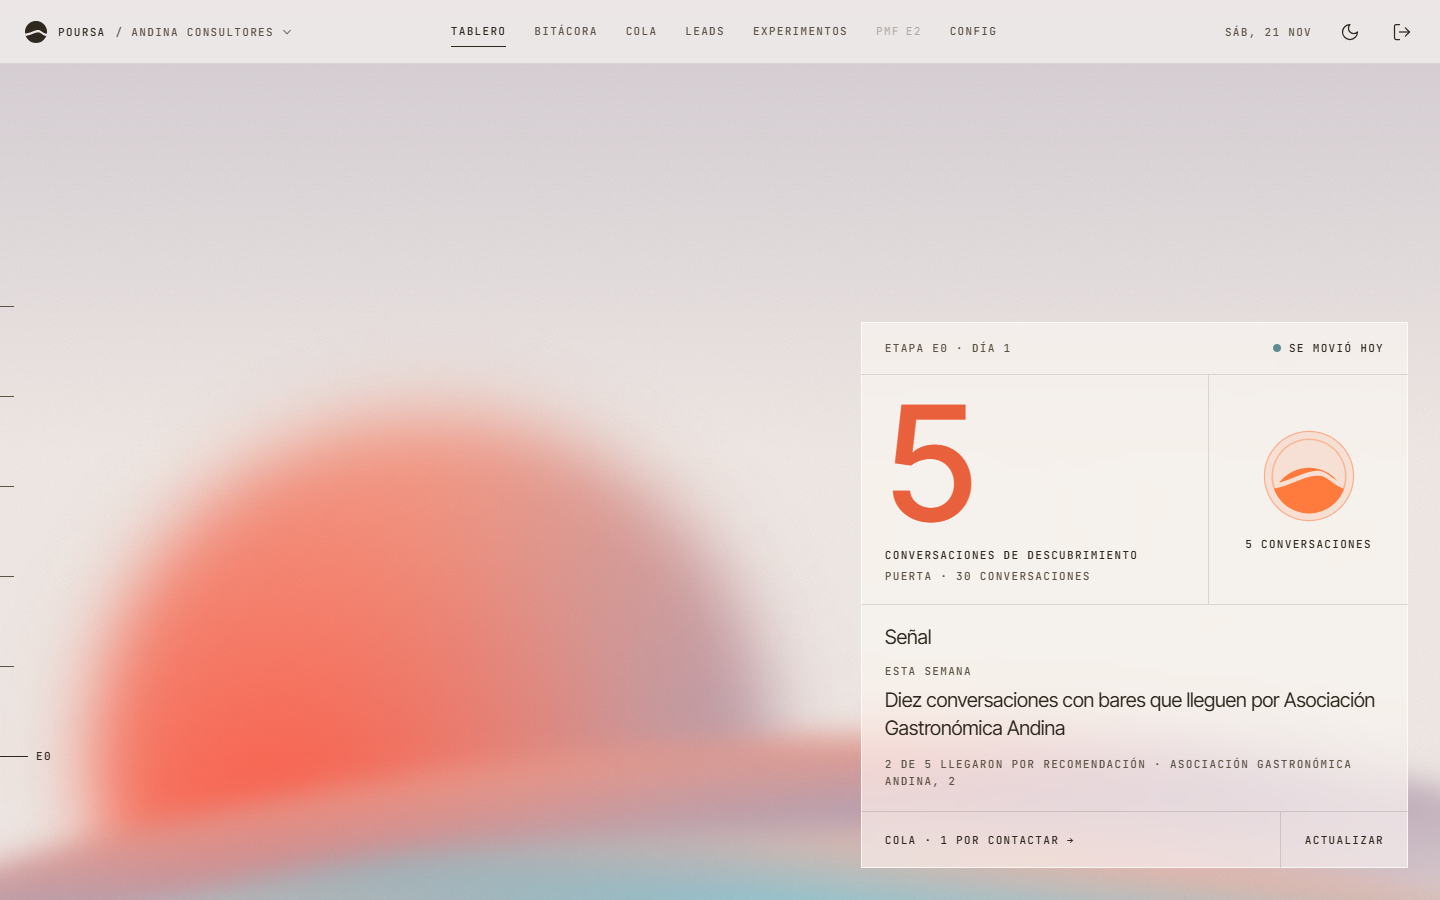 POURSA / ANDINA CONSULTORES
TABLERO
BITÁCORA
COLA
LEADS
EXPERIMENTOS
PMF E2
CONFIG
SÁB, 21 NOV
ETAPA E0 · DÍA 1
SE MOVIÓ HOY
5
CONVERSACIONES DE DESCUBRIMIENTO
PUERTA · 30 CONVERSACIONES
5 CONVERSACIONES
Señal
ESTA SEMANA
Diez conversaciones con bares que lleguen por Asociación
Gastronómica Andina
E0
2 DE 5 LLEGARON POR RECOMENDACIÓN · ASOCIACIÓN GASTRONÓMICA
ANDINA, 2
COLA · 1 POR CONTACTAR →
ACTUALIZAR